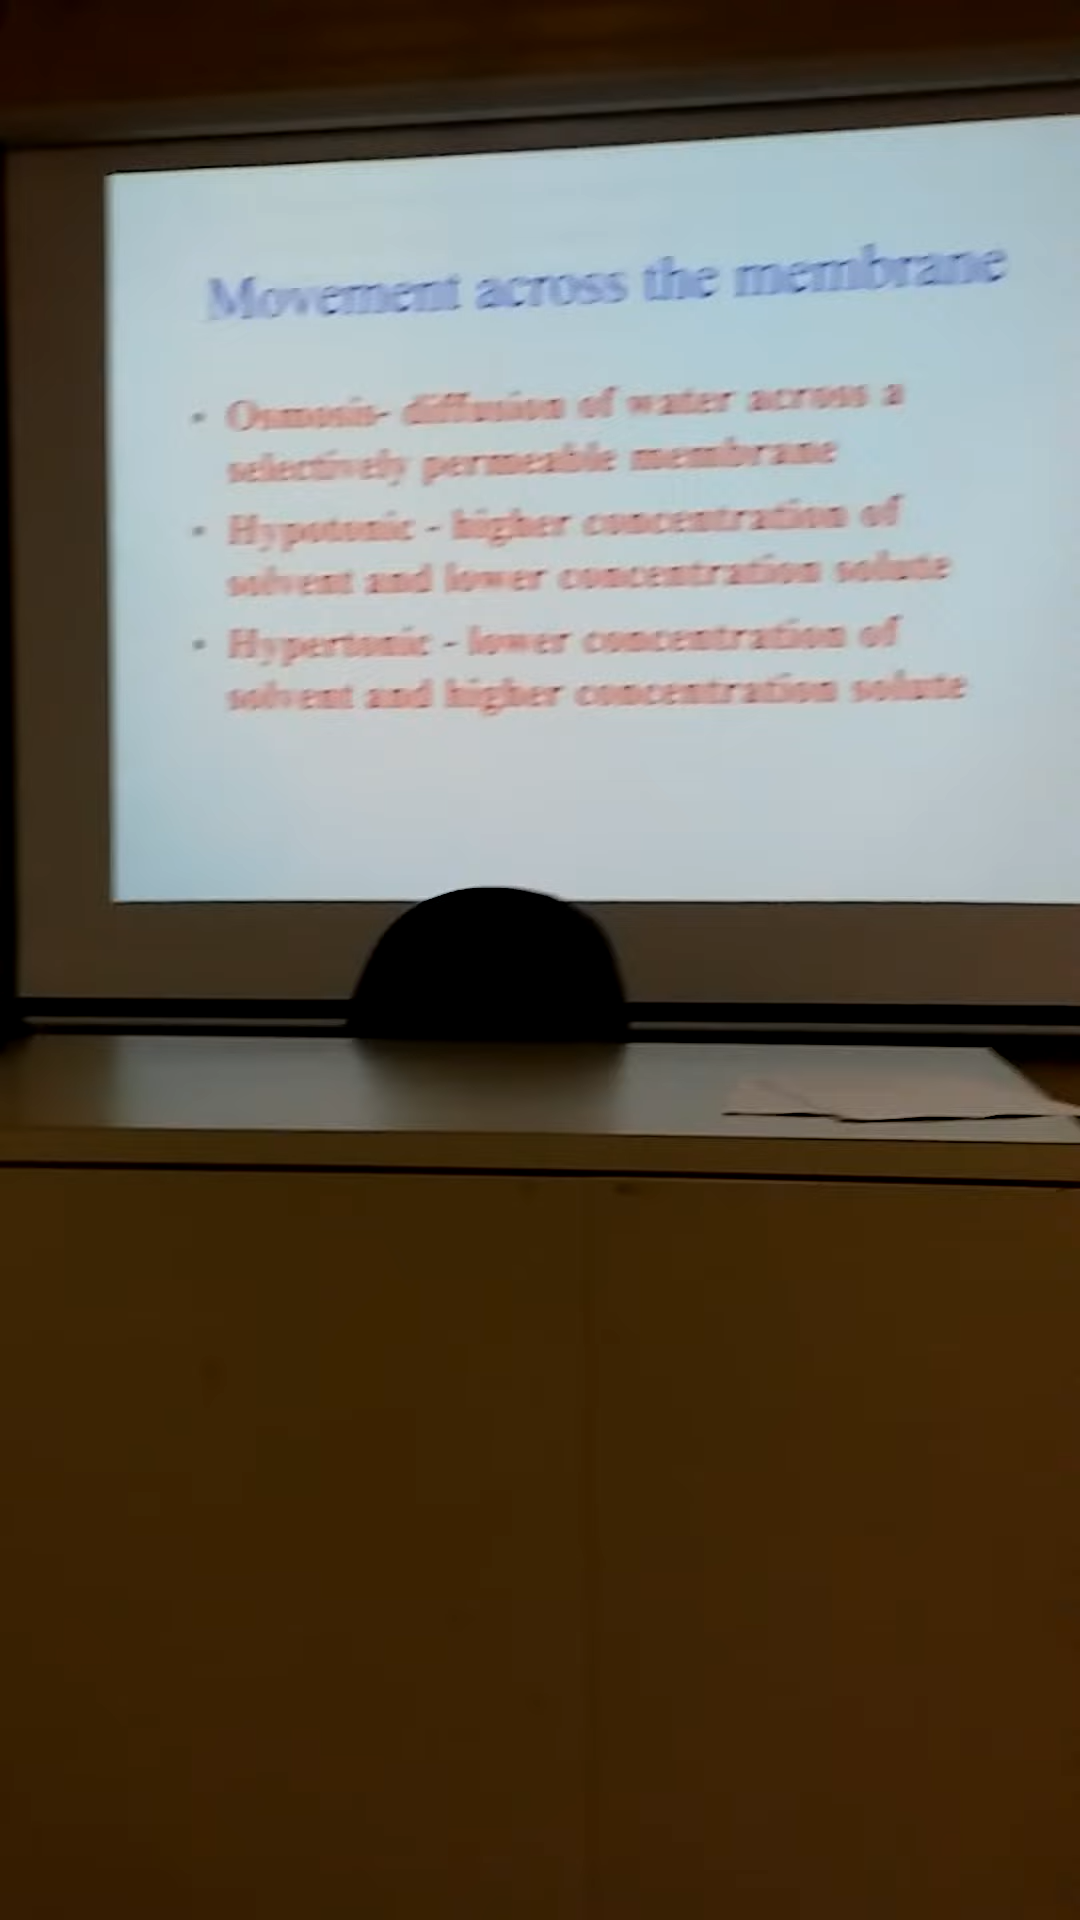 Movement across the membrane
• Osmosis- diffusion of water across a
selectively permeable membrane
• Hypotonic - higher concentration of
solvent and lower concentration solute
• Hypertonic - lower concentration of
solvent and higher concentration solute